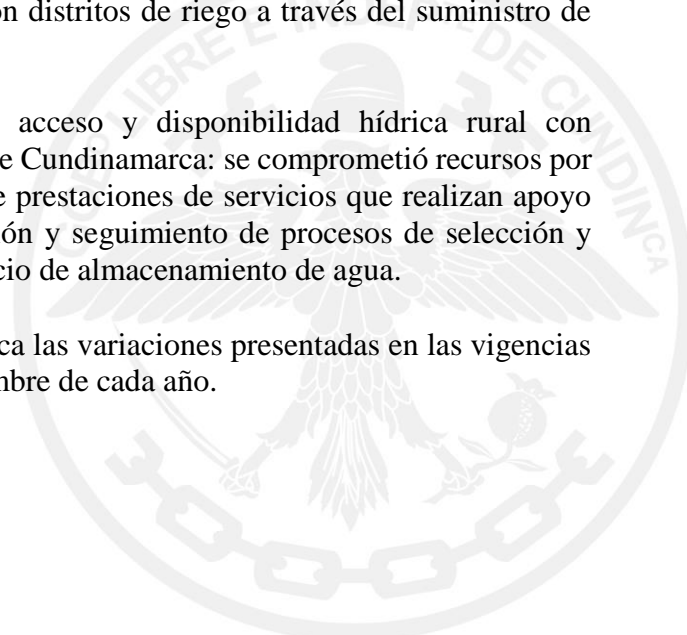 on distritos de riego a través del suministro de
acceso y disponibilidad hídrica rural con
e Cundinamarca: se comprometió recursos por
e prestaciones de servicios que realizan apoyo
ión y seguimiento de procesos de selección y
cio de almacenamiento de agua.
ca las variaciones presentadas en las vigencias
mbre de cada año.